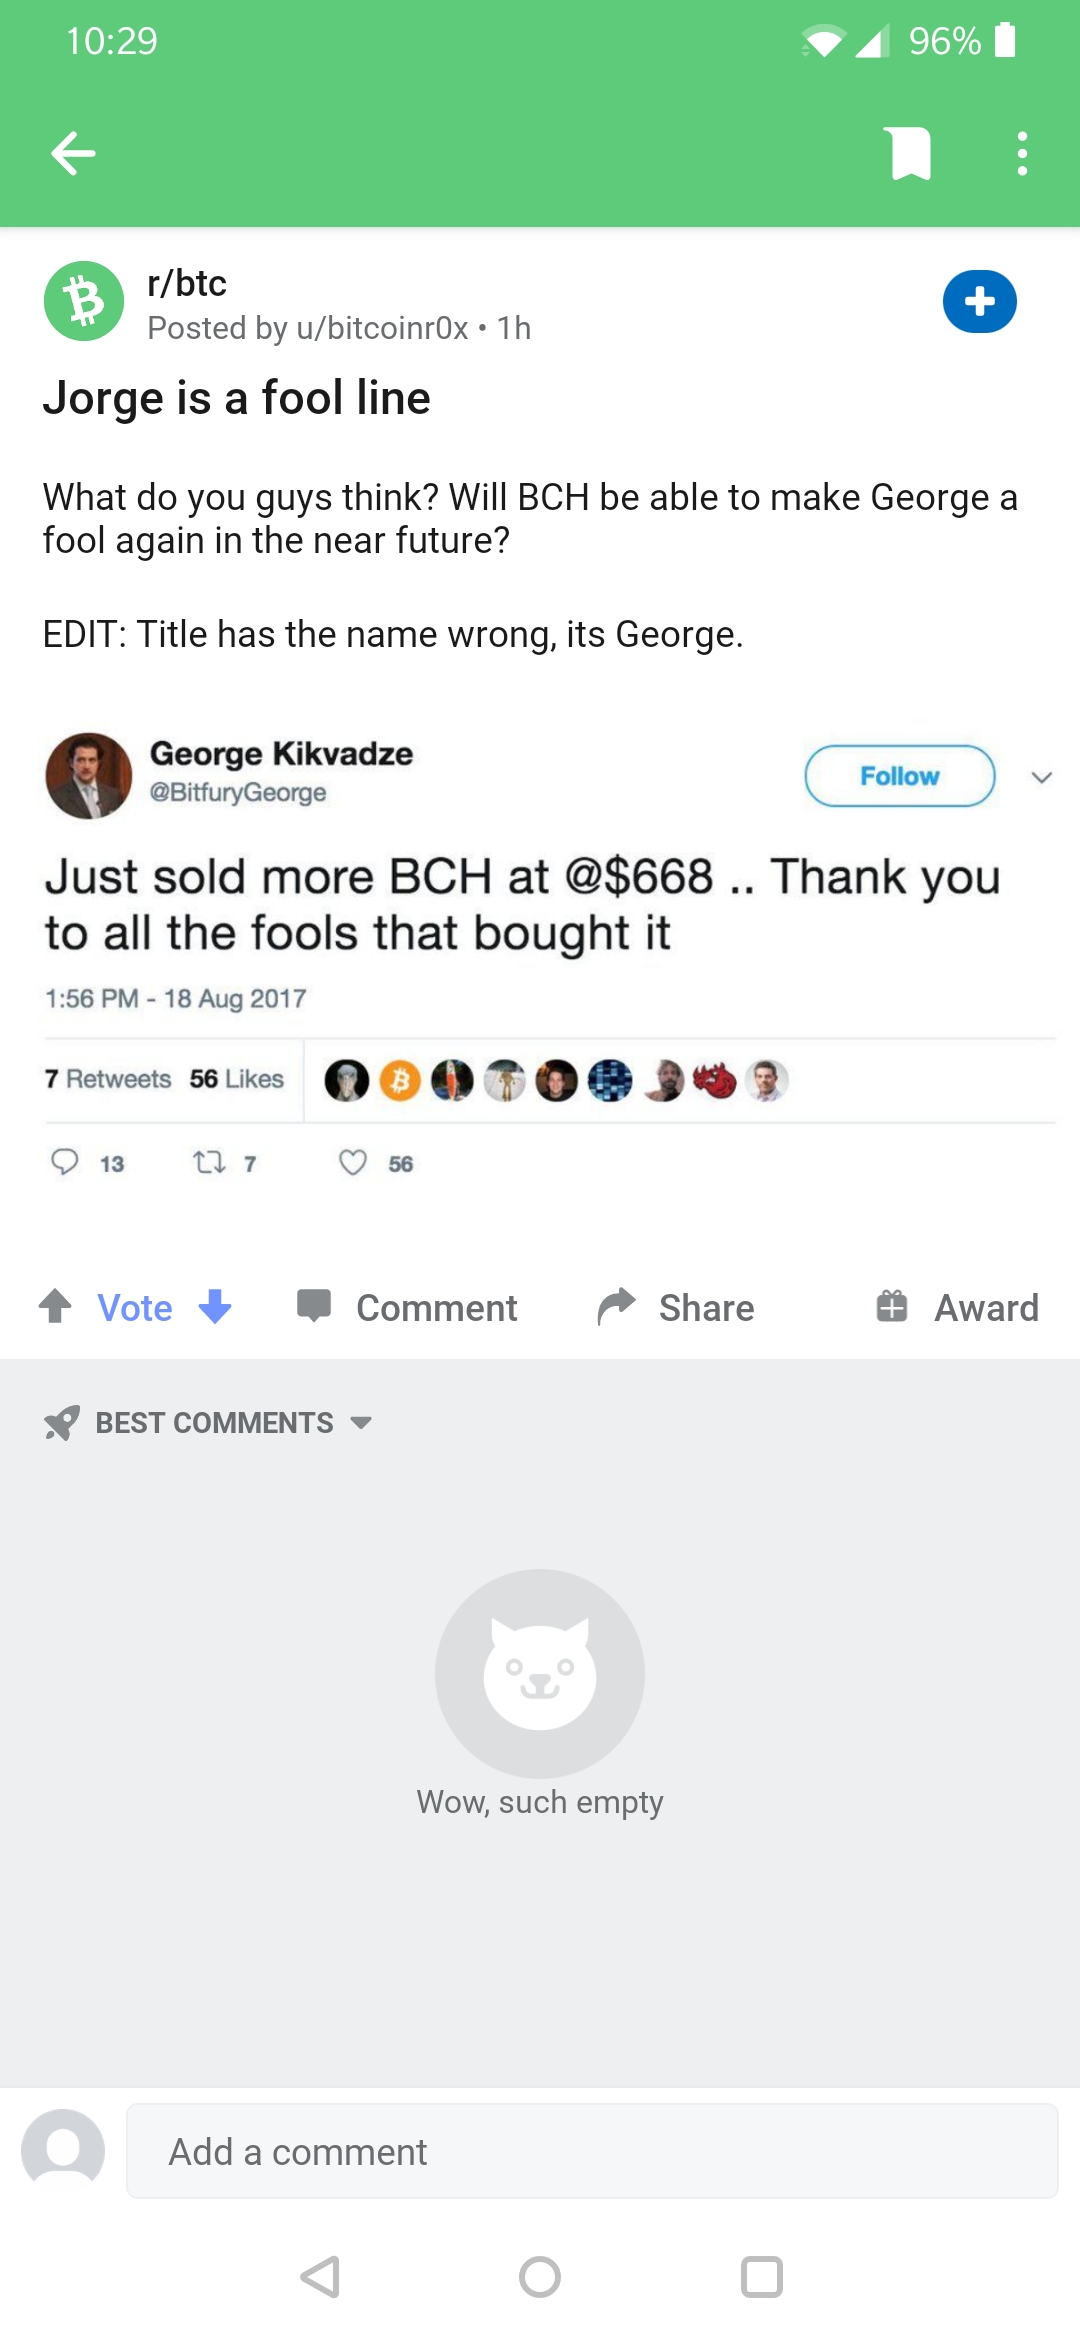 10:29
96%
r/btc
Posted by u/bitcoinr0x • 1h
Jorge is a fool line
What do you guys think? Will BCH be able to make George a
fool again in the near future?
EDIT: Title has the name wrong, its George.
George Kikvadze
@BitfuryGeorge
Follow
Just sold more BCH at @$668 .. Thank you
to all the fools that bought it
1:56 PM - 18 Aug 2017
7 Retweets 56 Likes
13 7 56
Vote Comment Share Award
BEST COMMENTS
Wow, such empty
Add a comment